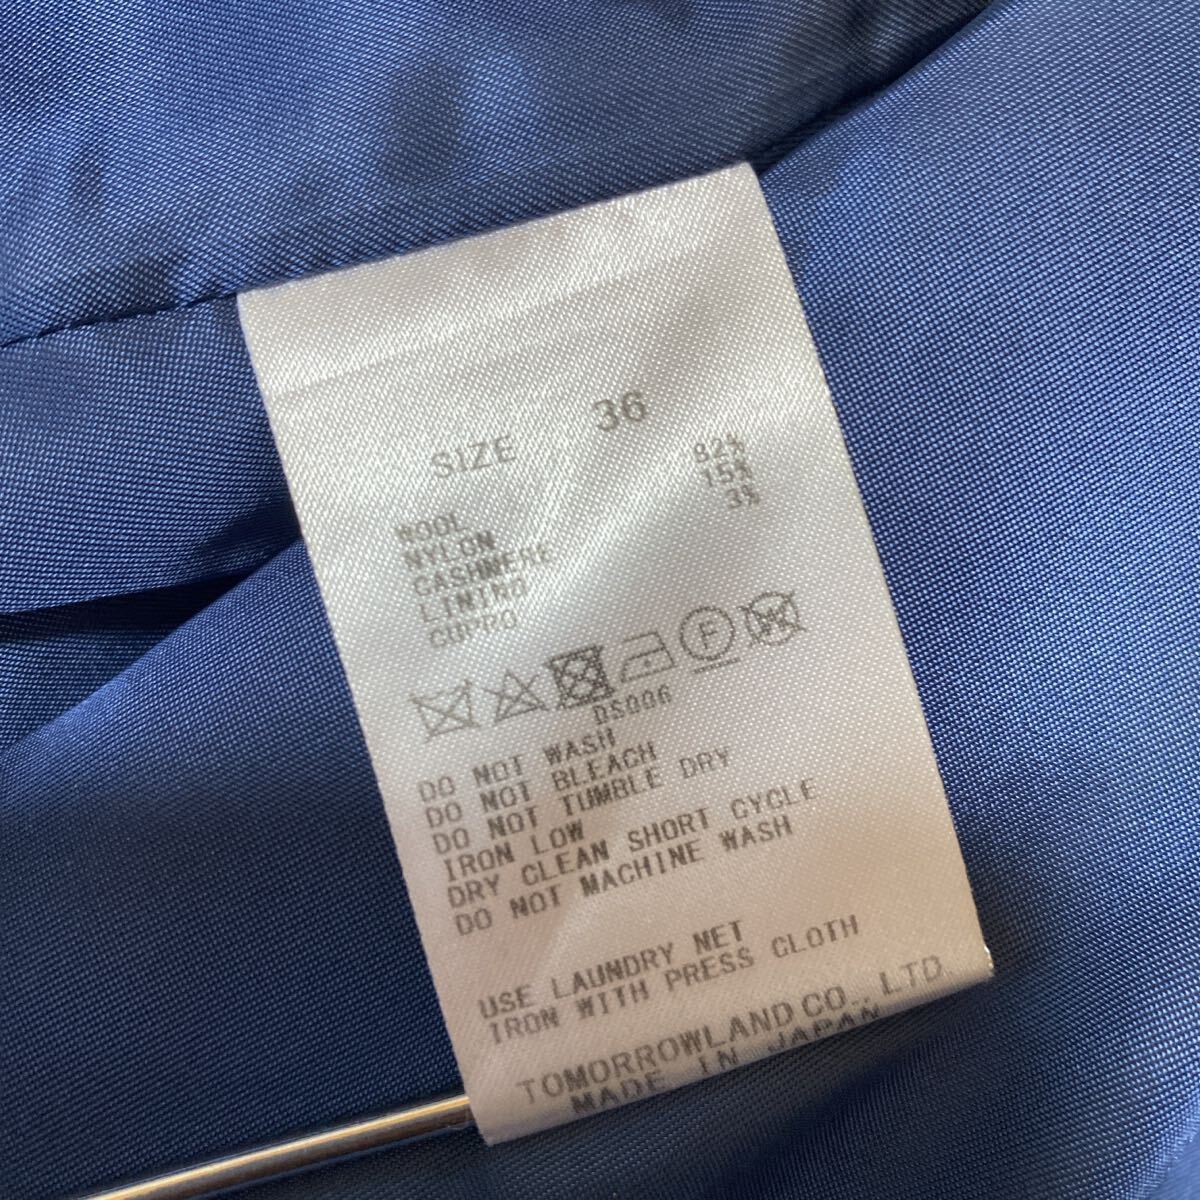 SIZE 36
WOOL 82%
NYLON 15%
CASHMERE 3%
LINING
CUPRO
F W
DS006
DO NOT WASH
DO NOT BLEACH
DO NOT TUMBLE DRY
IRON LOW
DRY CLEAN SHORT CYCLE
DO NOT MACHINE WASH
USE LAUNDRY NET
IRON WITH PRESS CLOTH
TOMORROWLAND CO., LTD.
MADE IN JAPAN